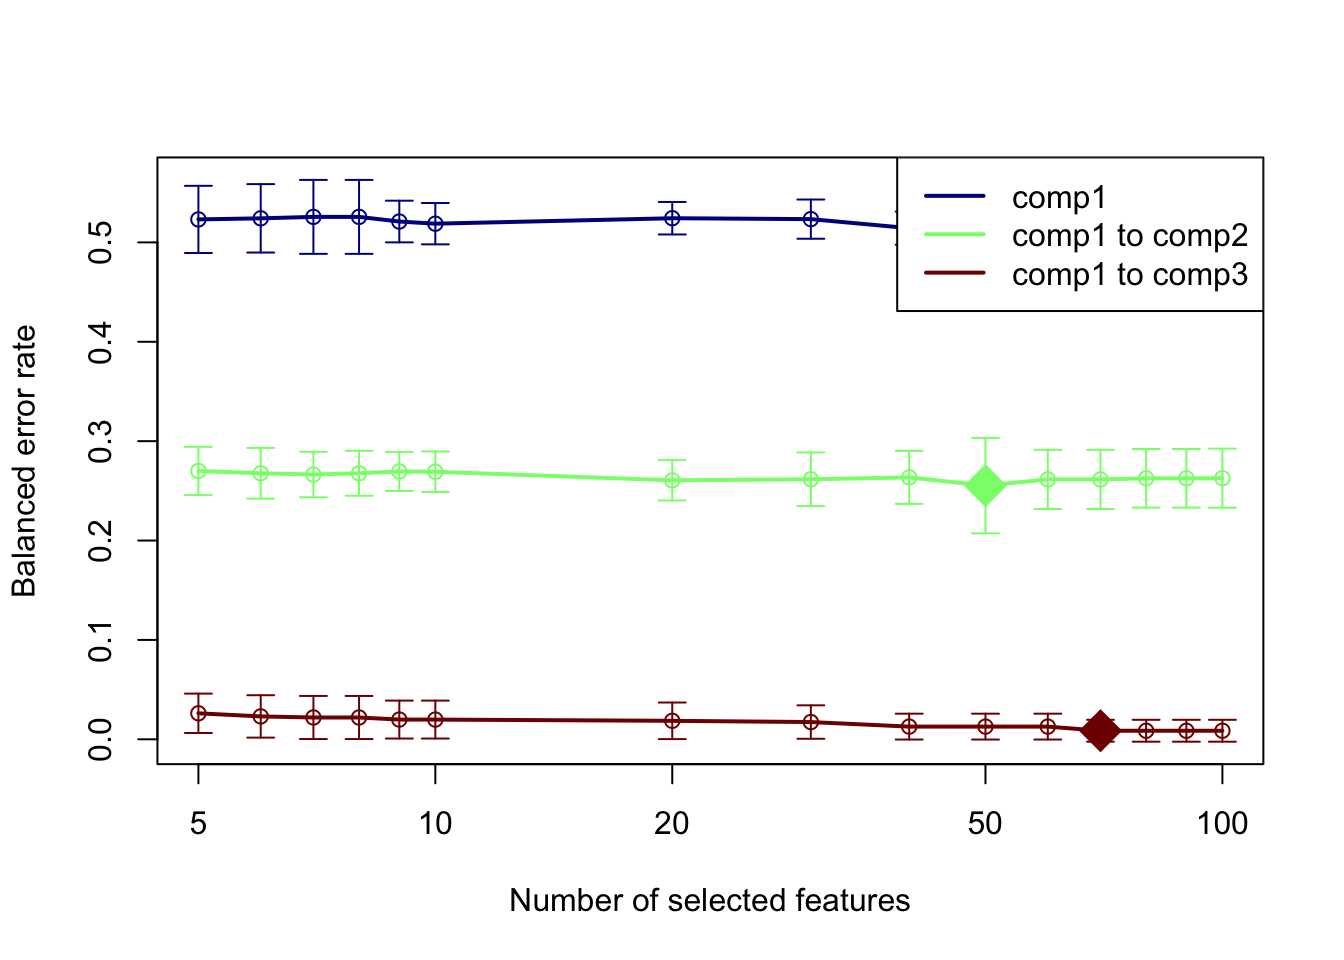 comp1
comp1 to comp2
comp1 to comp3
Balanced error rate
0.5
0.4
0.3
0.2
0.1
0.0
5 10 20 50 100
Number of selected features